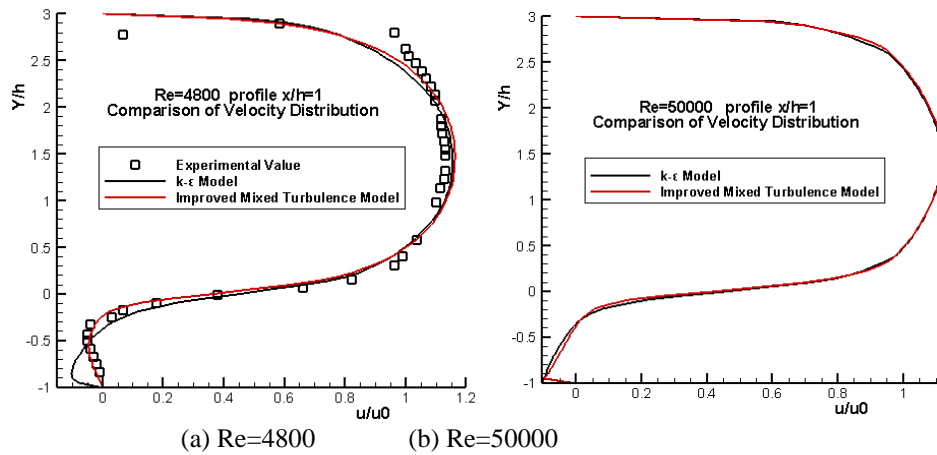 3
2.5
2
1.5
1
0.5
0
-0.5
-1
Y/h
Re=4800 profile x/h=1
Comparison of Velocity Distribution
Experimental Value
k-ε Model
Improved Mixed Turbulence Model
0
0.2
0.4
0.6
0.8
1
1.2
u/u0
3
2.5
2
1.5
1
0.5
0
-0.5
-1
Y/h
Re=50000 profile x/h=1
Comparison of Velocity Distribution
k-ε Model
Improved Mixed Turbulence Model
0
0.2
0.4
0.6
0.8
1
u/u0
(a) Re=4800
(b) Re=50000